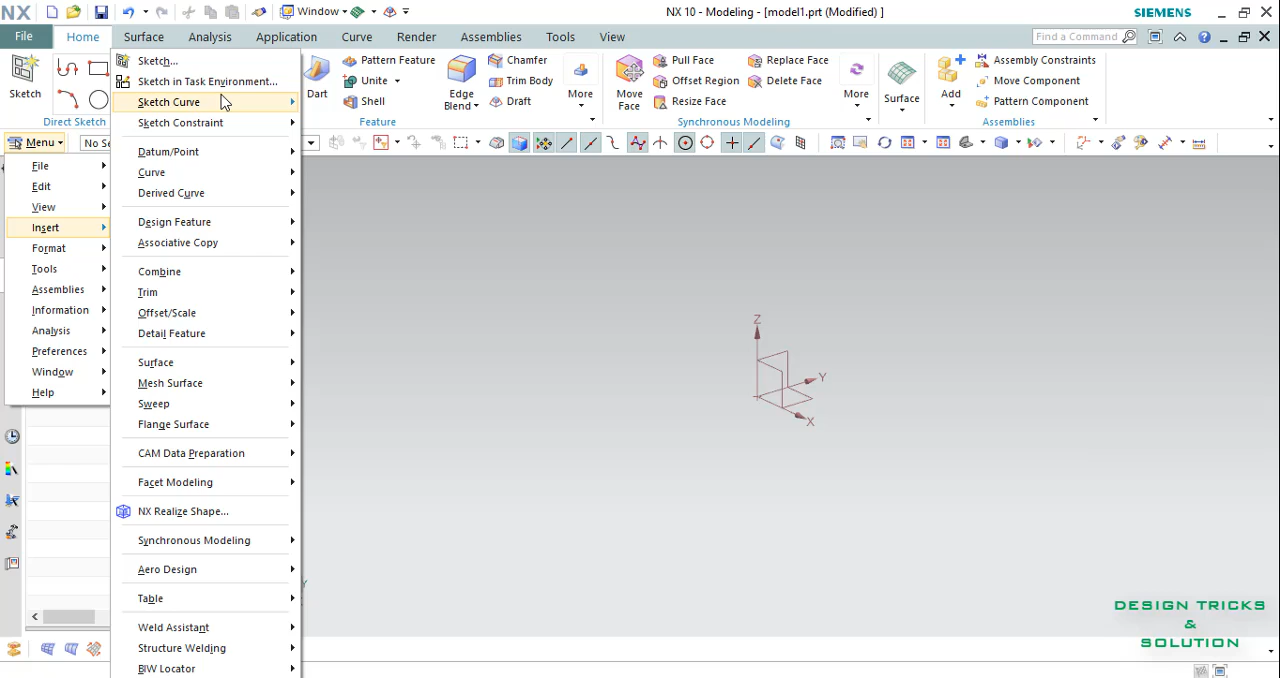 NX
Window
NX 10 - Modeling - [model1.prt (Modified) ]
SIEMENS
File
Home
Surface
Analysis
Application
Curve
Render
Assemblies
Tools
View
Find a Command
Sketch
Direct Sketch
Dart
Pattern Feature
Unite
Shell
Edge
Blend
Chamfer
Trim Body
Draft
More
Feature
Move
Face
Pull Face
Offset Region
Resize Face
Replace Face
Delete Face
More
Synchronous Modeling
Surface
Add
Assembly Constraints
Move Component
Pattern Component
Assemblies
Menu
No Se
File
Edit
View
Insert
Format
Tools
Assemblies
Information
Analysis
Preferences
Window
Help
Sketch...
Sketch in Task Environment...
Sketch Curve
Sketch Constraint
Datum/Point
Curve
Derived Curve
Design Feature
Associative Copy
Combine
Trim
Offset/Scale
Detail Feature
Surface
Mesh Surface
Sweep
Flange Surface
CAM Data Preparation
Facet Modeling
NX Realize Shape...
Synchronous Modeling
Aero Design
Table
Weld Assistant
Structure Welding
BIW Locator
Z
Y
X
Y
DESIGN TRICKS
&
SOLUTION